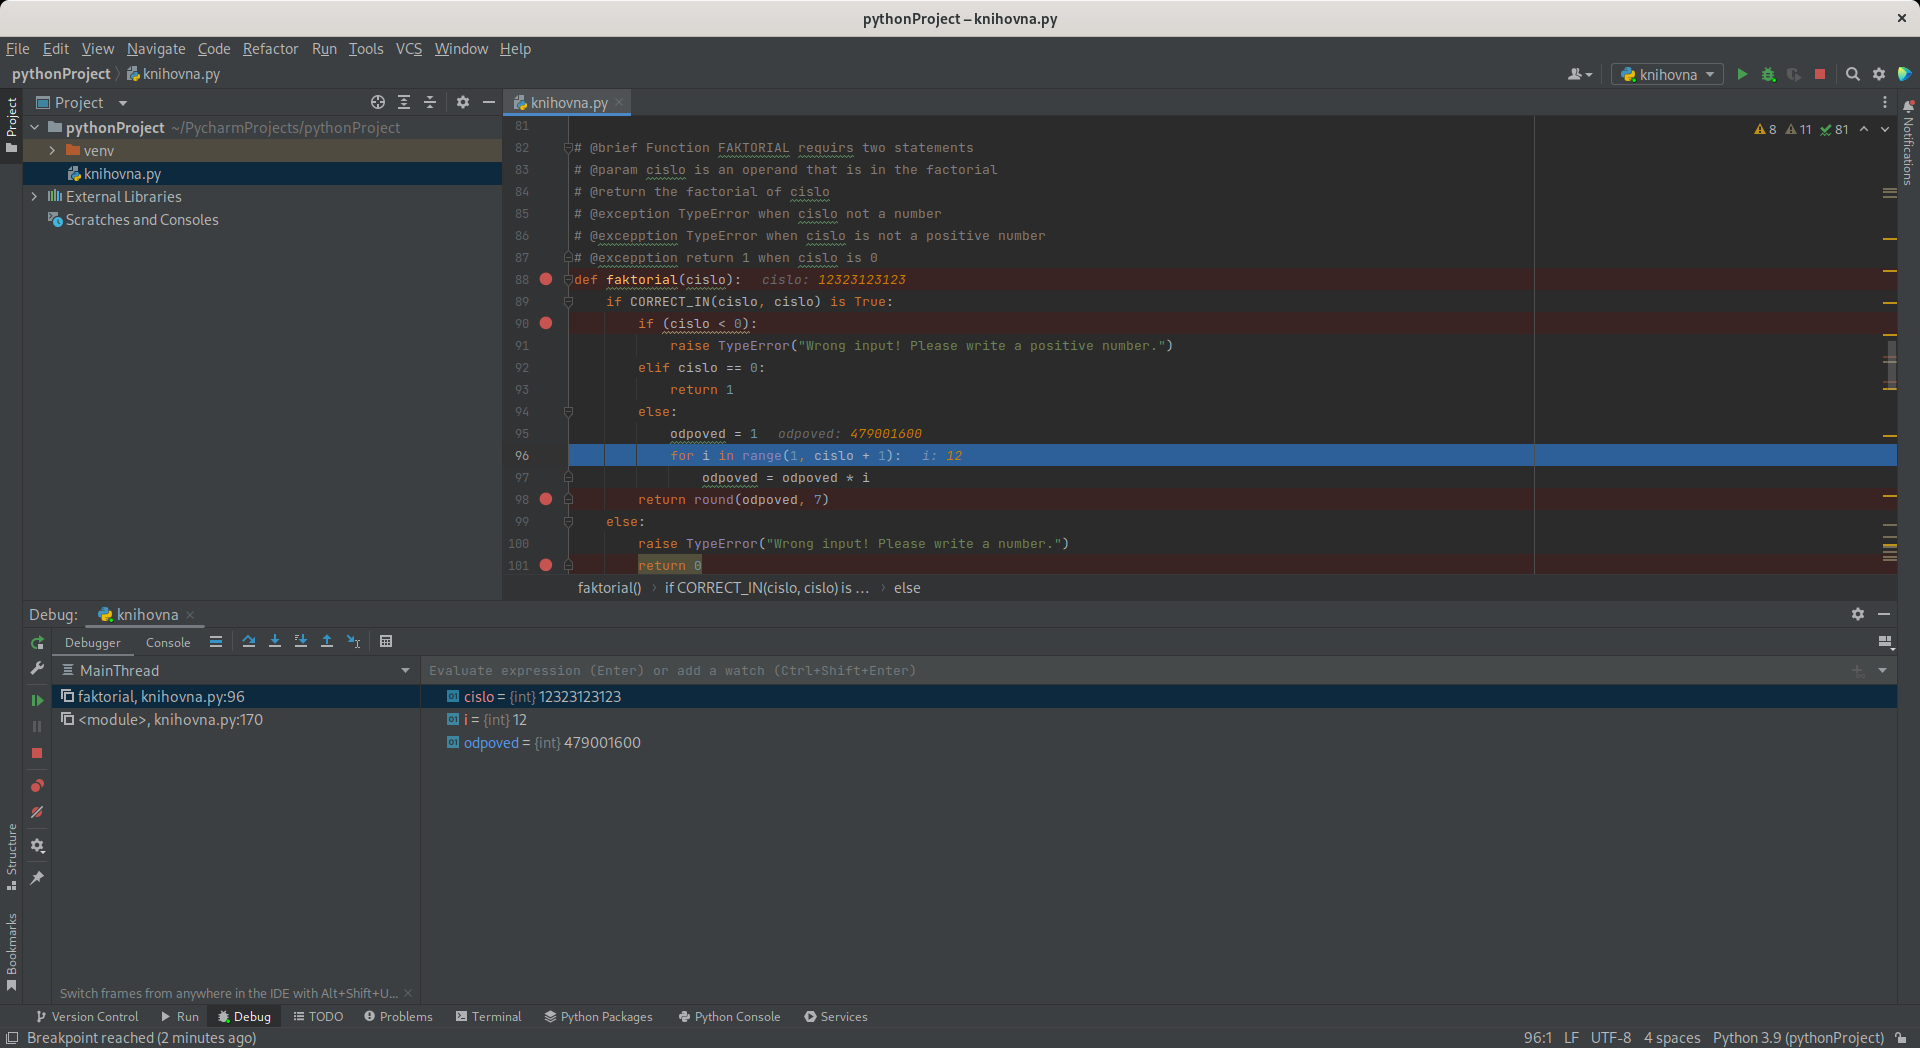 pythonProject – knihovna.py
File Edit View Navigate Code Refactor Run Tools VCS Window Help
pythonProject knihovna.py
knihovna
Project
Project
Notifications
pythonProject ~/PycharmProjects/pythonProject
venv
knihovna.py
External Libraries
Scratches and Consoles
knihovna.py
8 11 81
81
82 # @brief Function FAKTORIAL requirs two statements
83 # @param cislo is an operand that is in the factorial
84 # @return the factorial of cislo
85 # @exception TypeError when cislo not a number
86 # @excepption TypeError when cislo is not a positive number
87 # @excepption return 1 when cislo is 0
88 def faktorial(cislo): cislo: 12323123123
89 if CORRECT_IN(cislo, cislo) is True:
90 if (cislo < 0):
91 raise TypeError("Wrong input! Please write a positive number.")
92 elif cislo == 0:
93 return 1
94 else:
95 odpoved = 1 odpoved: 479001600
96 for i in range(1, cislo + 1): i: 12
97 odpoved = odpoved * i
98 return round(odpoved, 7)
99 else:
100 raise TypeError("Wrong input! Please write a number.")
101 return 0
faktorial() › if CORRECT_IN(cislo, cislo) is ... › else
Debug: knihovna
Debugger Console
MainThread
Evaluate expression (Enter) or add a watch (Ctrl+Shift+Enter)
faktorial, knihovna.py:96
<module>, knihovna.py:170
cislo = {int} 12323123123
i = {int} 12
odpoved = {int} 479001600
Structure
Bookmarks
Switch frames from anywhere in the IDE with Alt+Shift+U...
Version Control Run Debug TODO Problems Terminal Python Packages Python Console Services
Breakpoint reached (2 minutes ago)
96:1 LF UTF-8 4 spaces Python 3.9 (pythonProject)